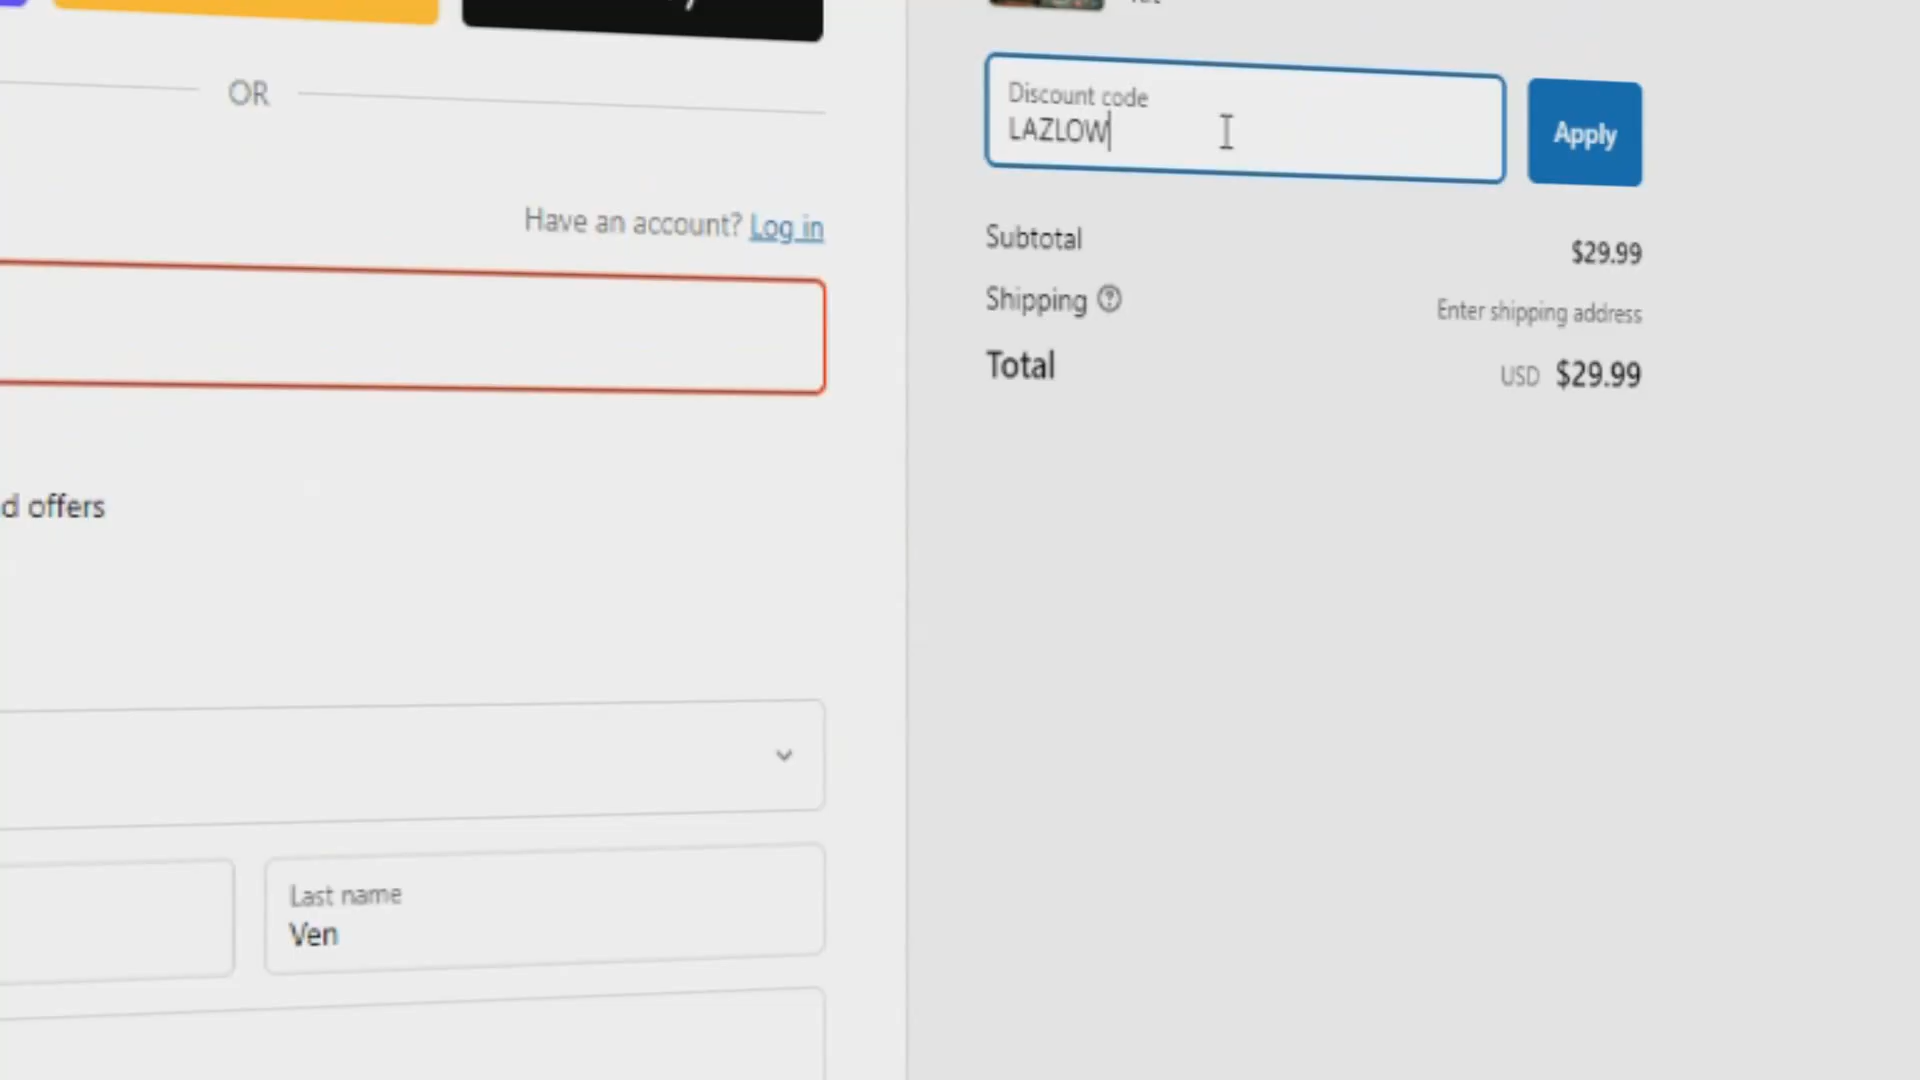 OR
Have an account? Log in
d offers
Last name
Ven
Discount code
LAZLOW
Apply
Subtotal $29.99
Shipping Enter shipping address
Total USD $29.99